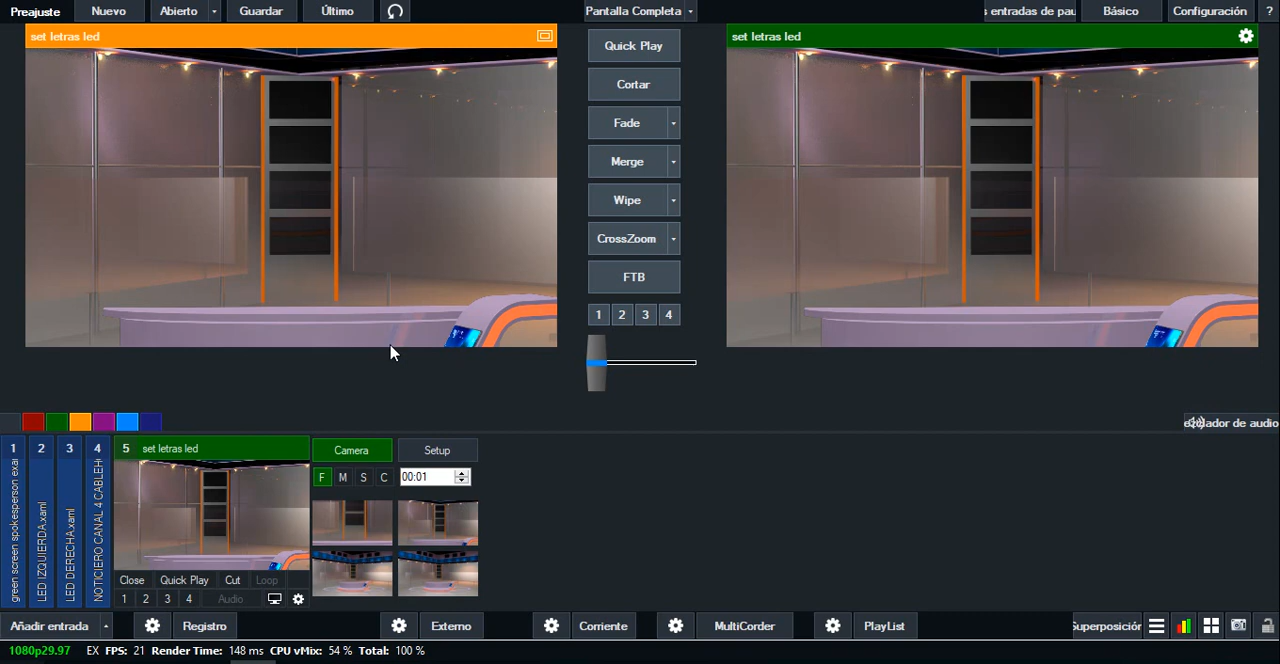 Preajuste Nuevo Abierto Guardar Último Pantalla Completa s entradas de pau Básico Configuración ?
set letras led
set letras led
Quick Play
Cortar
Fade
Merge
Wipe
CrossZoom
FTB
1 2 3 4
ezclador de audio
1 2 3 4
green screen spokesperson exar
LED IZQUIERDA.xaml
LED DERECHA.xaml
NOTICIERO CANAL 4 CABLEH
5 set letras led
Camera Setup
F M S C 00:01
Close Quick Play Cut Loop
1 2 3 4 Audio
Añadir entrada Registro Externo Corriente MultiCorder PlayList Superposición
1080p29.97 EX FPS: 21 Render Time: 148 ms CPU vMix: 54 % Total: 100 %